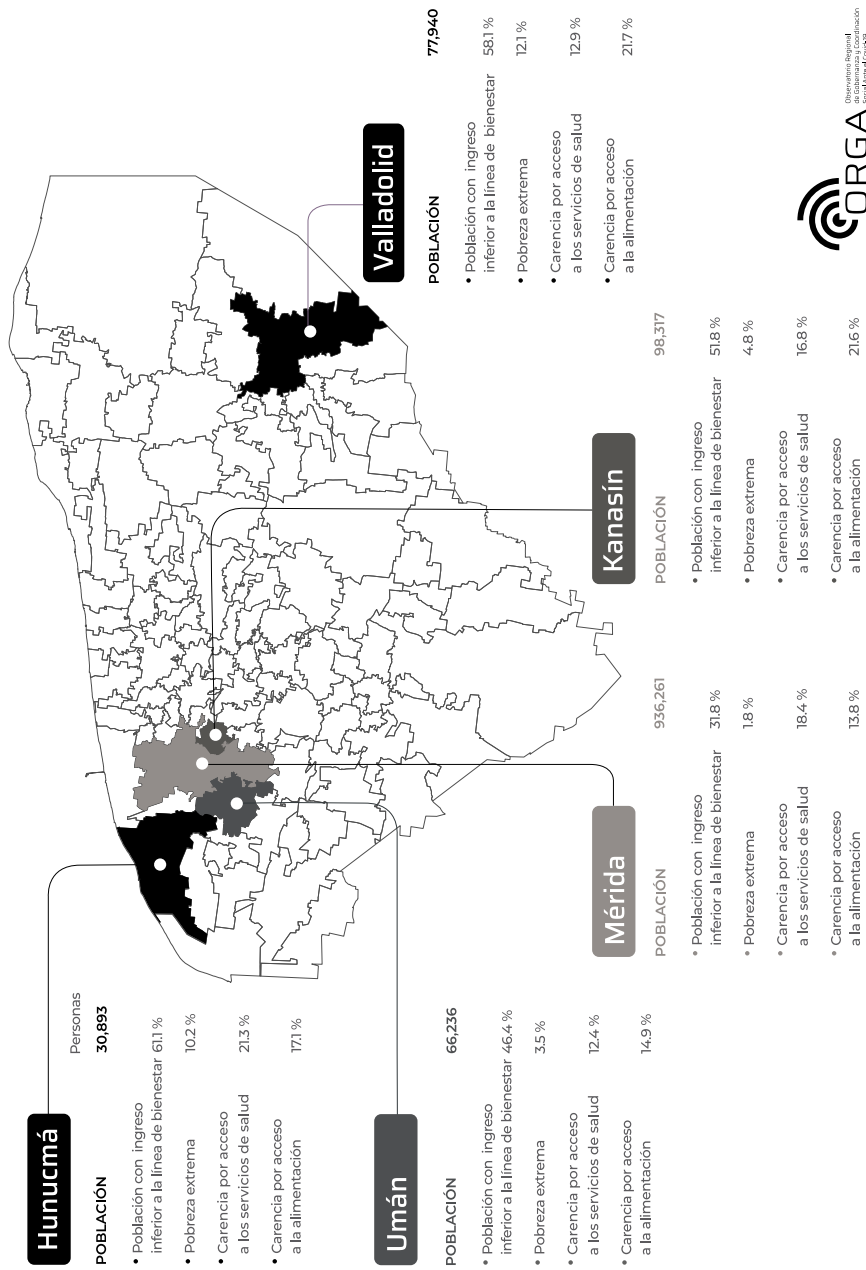 Hunucmá
Personas
POBLACIÓN 30,893
• Población con ingreso
inferior a la línea de bienestar 61.1 %
• Pobreza extrema 10.2 %
• Carencia por acceso
a los servicios de salud 21.3 %
• Carencia por acceso
a la alimentación 17.1 %
Umán
POBLACIÓN 66,236
• Población con ingreso
inferior a la línea de bienestar 46.4 %
• Pobreza extrema 3.5 %
• Carencia por acceso
a los servicios de salud 12.4 %
• Carencia por acceso
a la alimentación 14.9 %
Mérida
POBLACIÓN 936,261
• Población con ingreso
inferior a la línea de bienestar 31.8 %
• Pobreza extrema 1.8 %
• Carencia por acceso
a los servicios de salud 18.4 %
• Carencia por acceso
a la alimentación 13.8 %
Kanasín
POBLACIÓN 98,317
• Población con ingreso
inferior a la línea de bienestar 51.8 %
• Pobreza extrema 4.8 %
• Carencia por acceso
a los servicios de salud 16.8 %
• Carencia por acceso
a la alimentación 21.6 %
Valladolid
POBLACIÓN 77,940
• Población con ingreso
inferior a la línea de bienestar 58.1 %
• Pobreza extrema 12.1 %
• Carencia por acceso
a los servicios de salud 12.9 %
• Carencia por acceso
a la alimentación 21.7 %
ORGA
Observatorio Regional
de Gobernanza y Coordinación